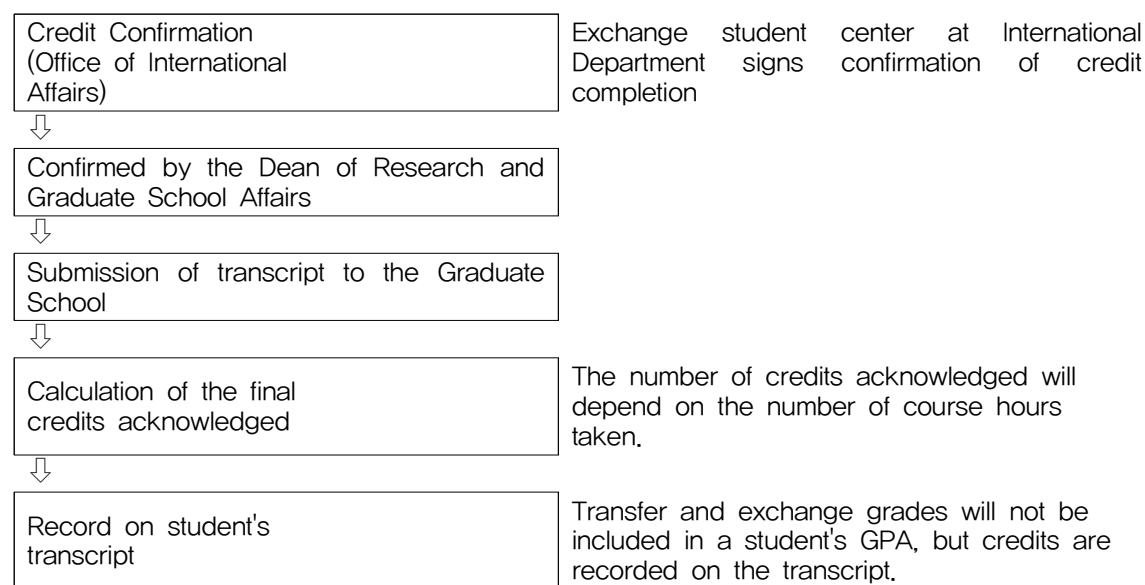 Credit Confirmation
(Office of International
Affairs)
Exchange student center at International
Department signs confirmation of credit
completion
⇩
Confirmed by the Dean of Research and
Graduate School Affairs
⇩
Submission of transcript to the Graduate
School
⇩
Calculation of the final
credits acknowledged
The number of credits acknowledged will
depend on the number of course hours
taken.
⇩
Record on student's
transcript
Transfer and exchange grades will not be
included in a student's GPA, but credits are
recorded on the transcript.